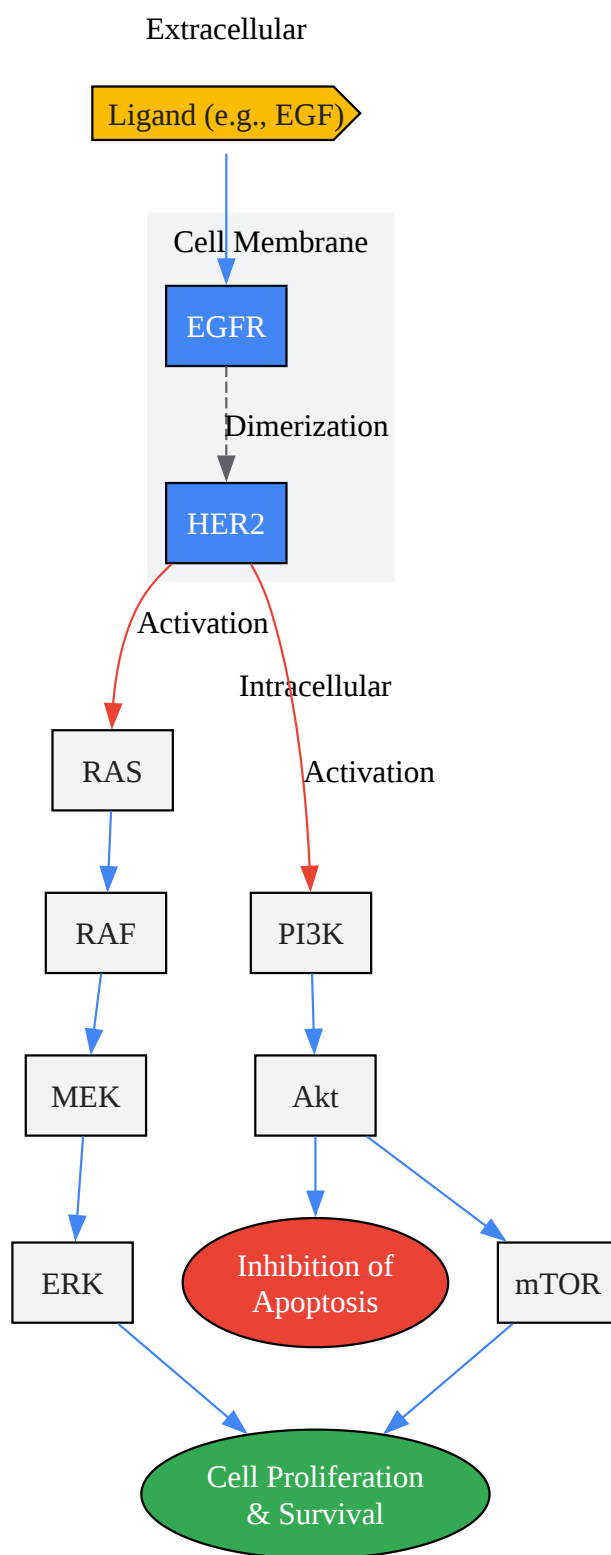 Extracellular
Ligand (e.g., EGF)
Cell Membrane
EGFR
Dimerization
HER2
Activation
Intracellular
RAS
Activation
RAF
PI3K
MEK
Akt
ERK
Inhibition of
Apoptosis
mTOR
Cell Proliferation
& Survival